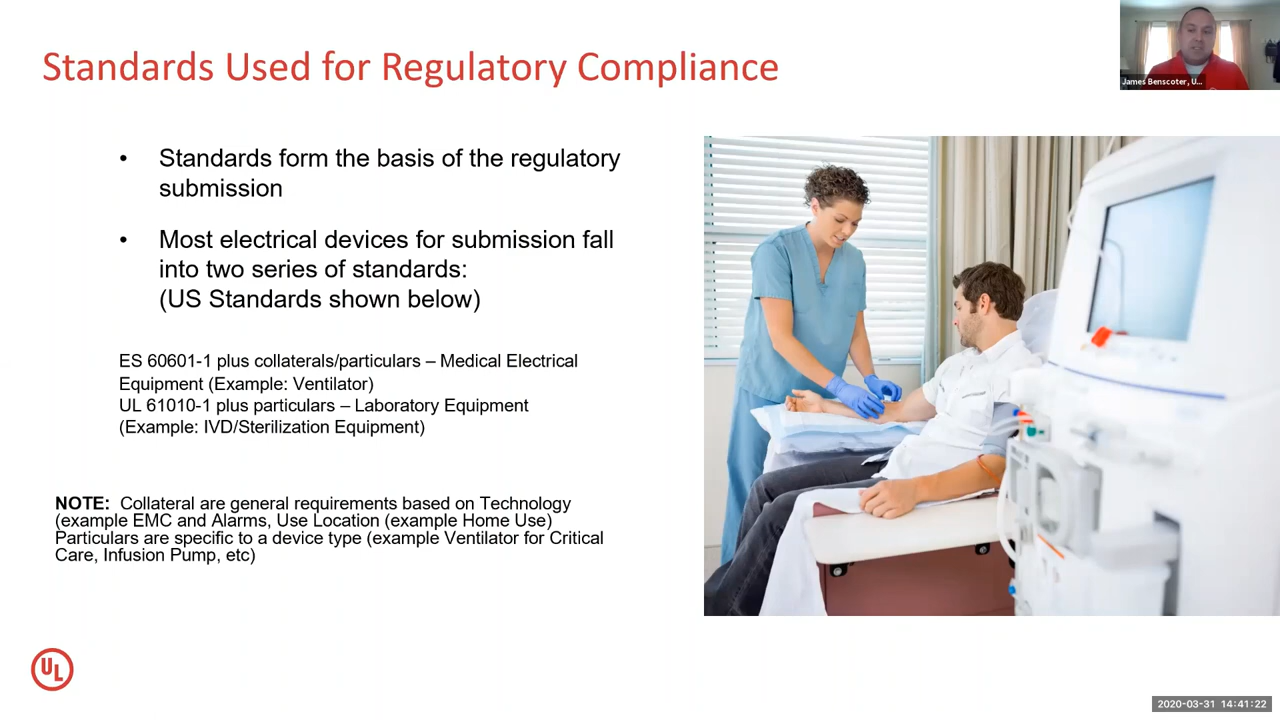 Standards Used for Regulatory Compliance
James Benscoter, U...
• Standards form the basis of the regulatory
submission
• Most electrical devices for submission fall
into two series of standards:
(US Standards shown below)
ES 60601-1 plus collaterals/particulars – Medical Electrical
Equipment (Example: Ventilator)
UL 61010-1 plus particulars – Laboratory Equipment
(Example: IVD/Sterilization Equipment)
NOTE: Collateral are general requirements based on Technology
(example EMC and Alarms, Use Location (example Home Use)
Particulars are specific to a device type (example Ventilator for Critical
Care, Infusion Pump, etc)
UL
2020-03-31 14:41:22